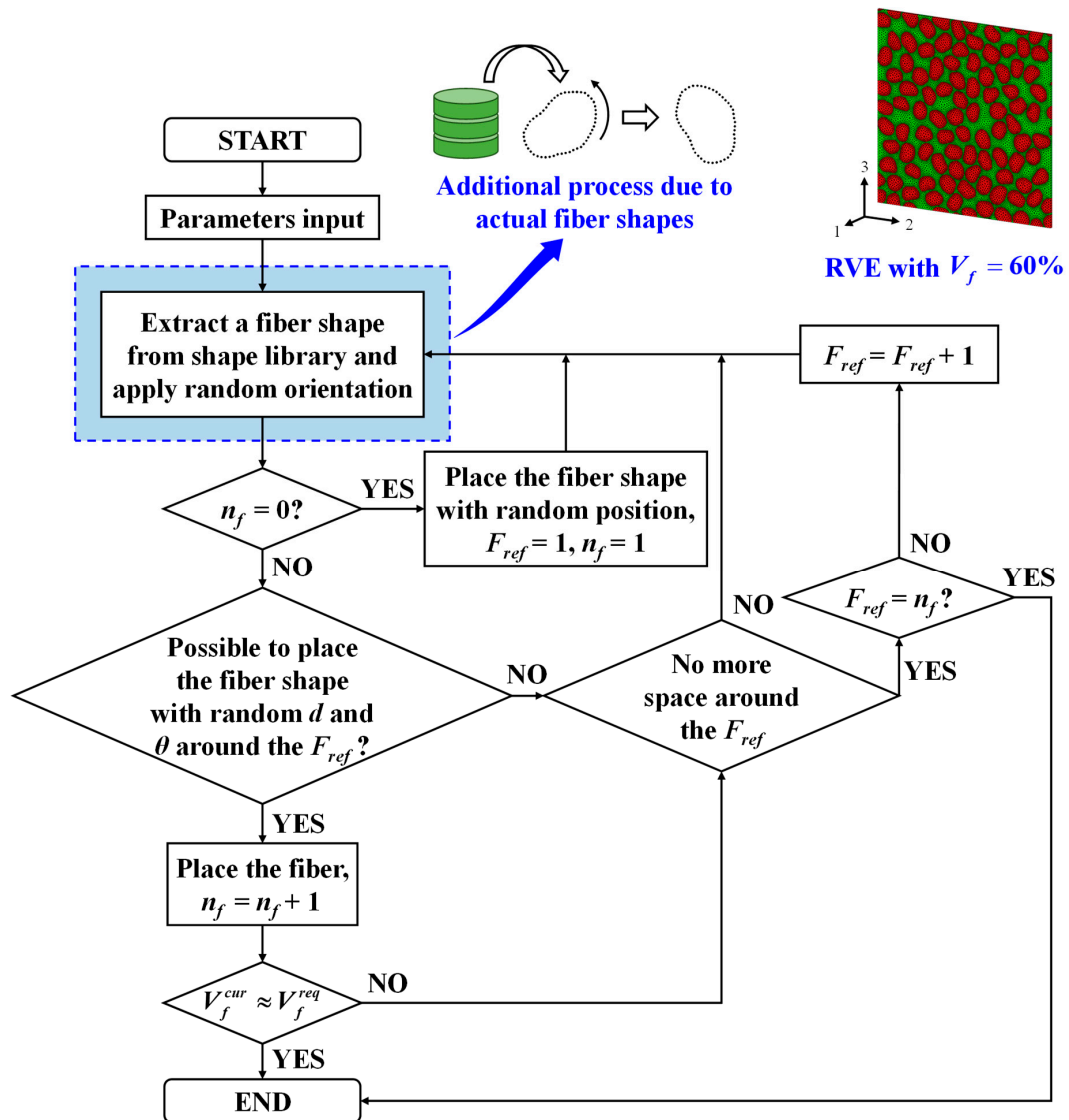 START
Parameters input
Additional process due to
actual fiber shapes
3
1
2
RVE with V_f = 60%
Extract a fiber shape
from shape library and
apply random orientation
F_ref = F_ref + 1
n_f = 0?
YES
Place the fiber shape
with random position,
F_ref = 1, n_f = 1
NO
NO
F_ref = n_f?
YES
Possible to place
the fiber shape
with random d and
θ around the F_ref?
NO
NO
No more
space around
the F_ref
YES
YES
Place the fiber,
n_f = n_f + 1
V_f^cur ≈ V_f^req
NO
YES
END